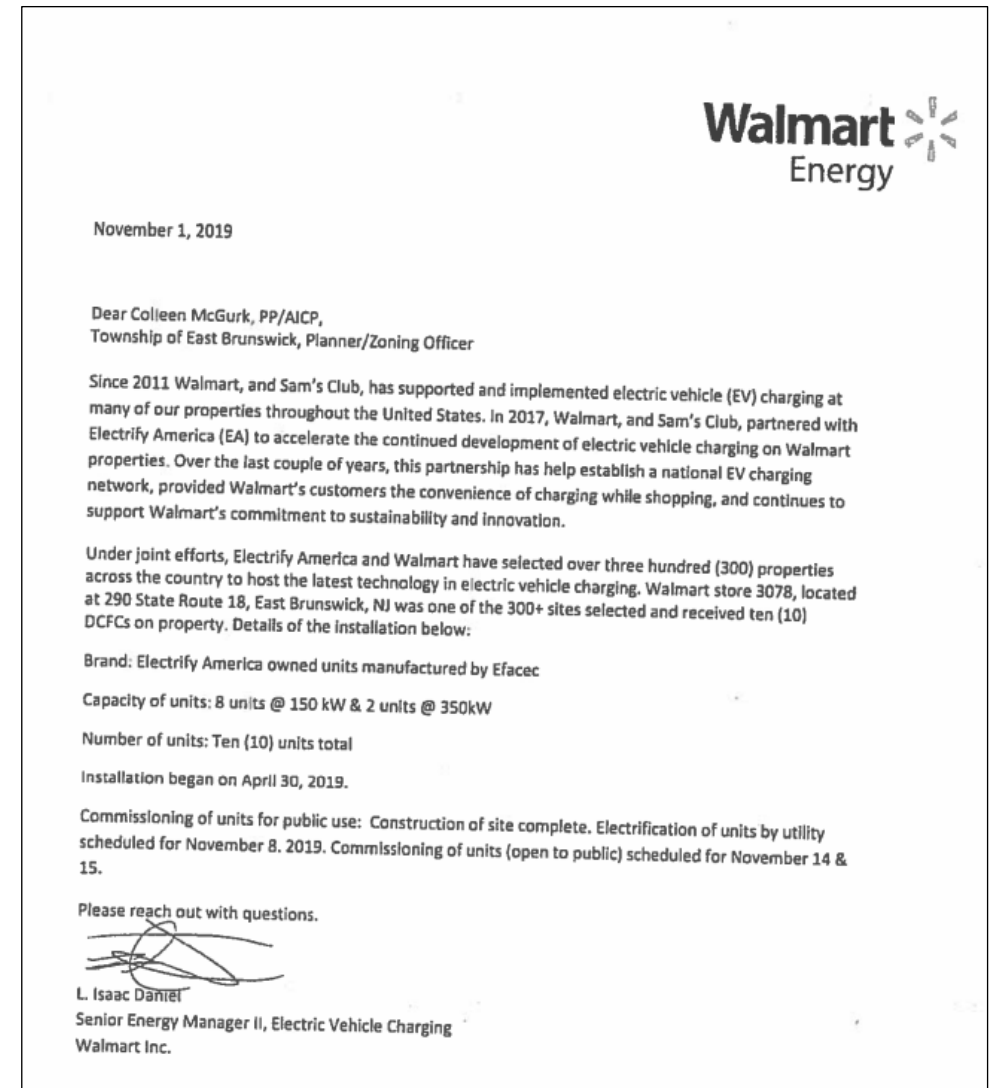 Walmart
Energy
November 1, 2019
Dear Colleen McGurk, PP/AICP,
Township of East Brunswick, Planner/Zoning Officer
Since 2011 Walmart, and Sam's Club, has supported and implemented electric vehicle (EV) charging at
many of our properties throughout the United States. In 2017, Walmart, and Sam's Club, partnered with
Electrify America (EA) to accelerate the continued development of electric vehicle charging on Walmart
properties. Over the last couple of years, this partnership has help establish a national EV charging
network, provided Walmart's customers the convenience of charging while shopping, and continues to
support Walmart's commitment to sustainability and innovation.
Under joint efforts, Electrify America and Walmart have selected over three hundred (300) properties
across the country to host the latest technology in electric vehicle charging. Walmart store 3078, located
at 290 State Route 18, East Brunswick, NJ was one of the 300+ sites selected and received ten (10)
DCFCs on property. Details of the installation below:
Brand: Electrify America owned units manufactured by Efacec
Capacity of units: 8 units @ 150 kW & 2 units @ 350kW
Number of units: Ten (10) units total
Installation began on April 30, 2019.
Commissioning of units for public use: Construction of site complete. Electrification of units by utility
scheduled for November 8. 2019. Commissioning of units (open to public) scheduled for November 14 &
15.
Please reach out with questions.
L. Isaac Daniel
Senior Energy Manager II, Electric Vehicle Charging
Walmart Inc.